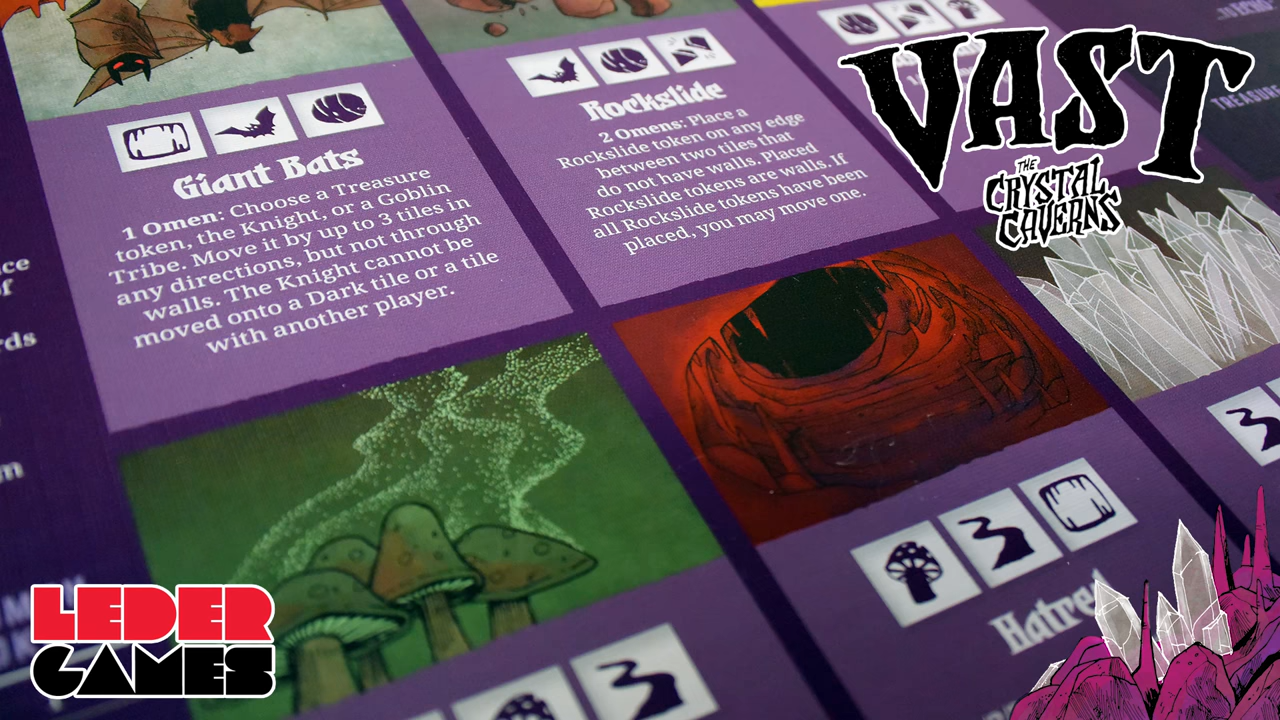 VAST
THE
CRYSTAL
CAVERNS
TREASURE
Giant Bats
1 Omen: Choose a Treasure
token, the Knight, or a Goblin
Tribe. Move it by up to 3 tiles in
any directions, but not through
walls. The Knight cannot be
moved onto a Dark tile or a tile
with another player.
Rockslide
2 Omens: Place a
Rockslide token on any edge
between two tiles that
do not have walls. Placed
Rockslide tokens are walls. If
all Rockslide tokens have been
placed, you may move one.
LEDER
GAMES